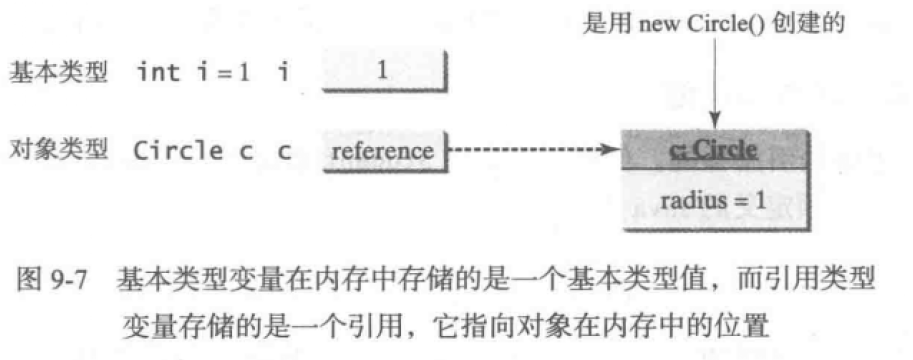 是用 new Circle() 创建的
基本类型 int i = 1 i 1
对象类型 Circle c c reference
c: Circle
radius = 1
图 9-7 基本类型变量在内存中存储的是一个基本类型值，而引用类型
变量存储的是一个引用，它指向对象在内存中的位置